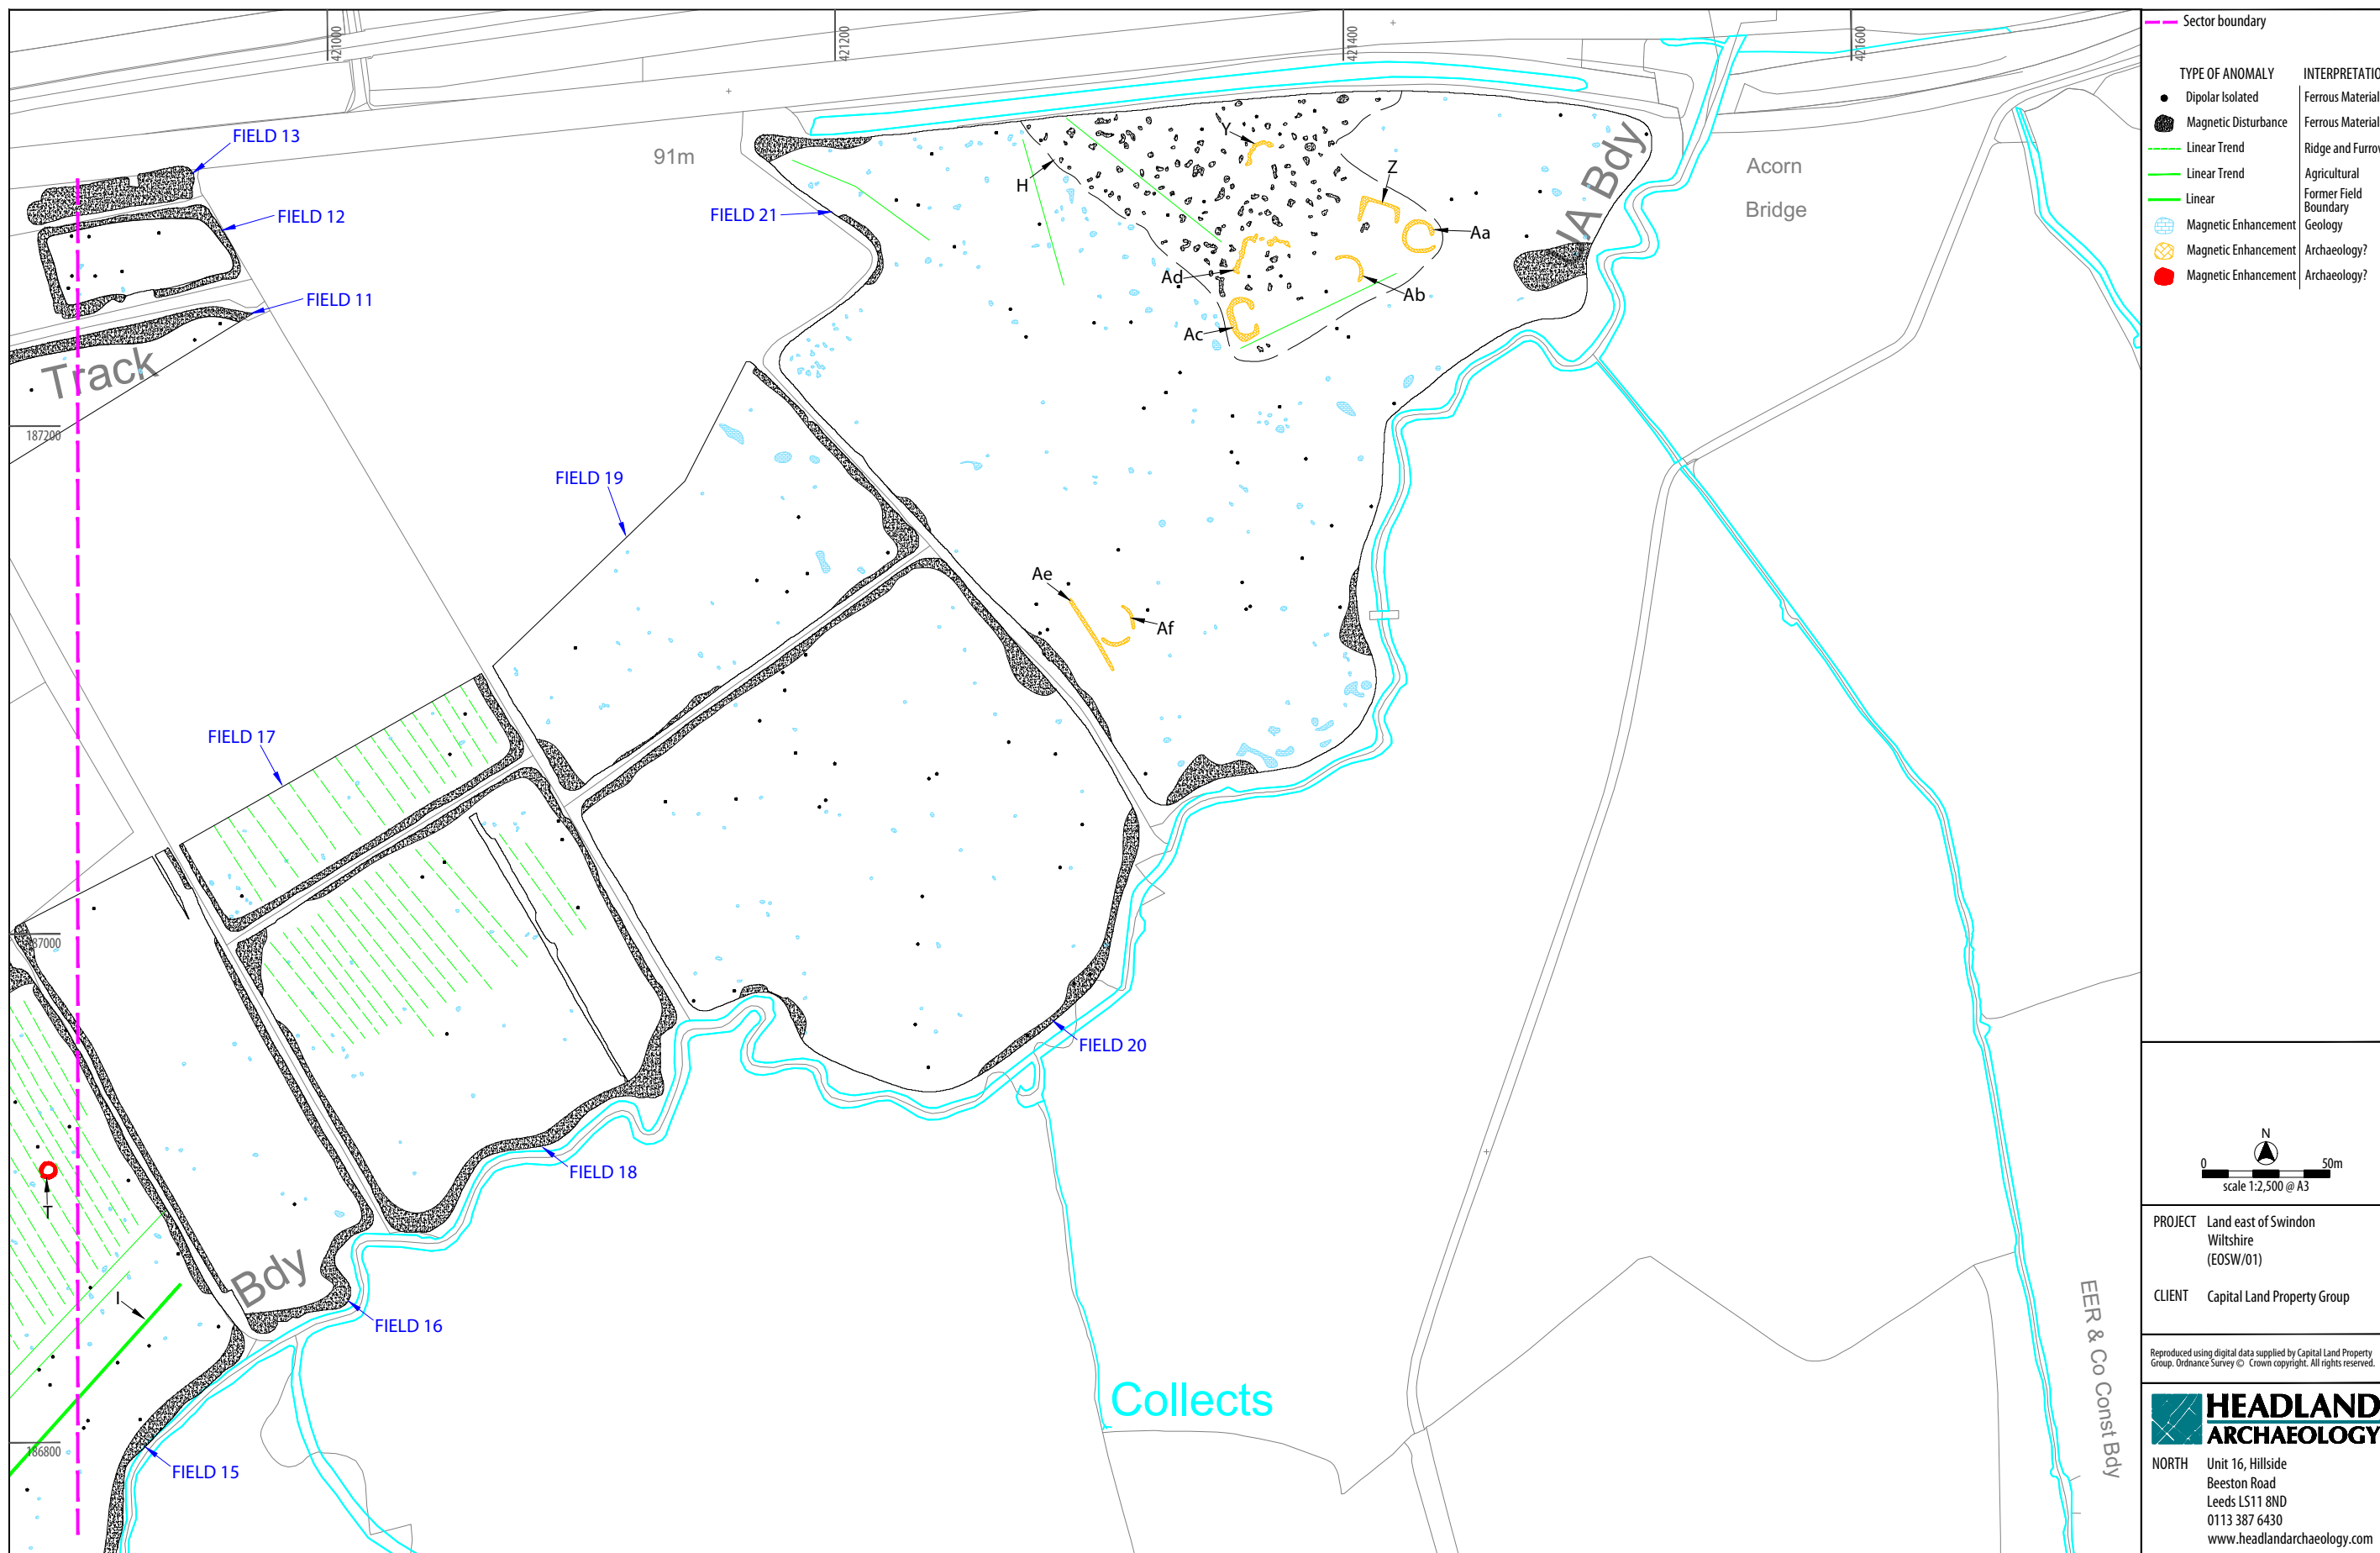 421000
421200
421400
421600
FIELD 13
91m
FIELD 12
FIELD 21
FIELD 11
Track
H
Y
Z
Aa
Ad
Ab
Ac
IA Bdy
Acorn
Bridge
187200
FIELD 19
Ae
Af
FIELD 17
87000
FIELD 20
FIELD 18
T
Bdy
I
FIELD 16
186800
FIELD 15
Collects
EER & Co Const Bdy
Sector boundary
TYPE OF ANOMALY INTERPRETATIO
Dipolar Isolated Ferrous Material
Magnetic Disturbance Ferrous Material
Linear Trend Ridge and Furrov
Linear Trend Agricultural
Linear Former Field
Boundary
Magnetic Enhancement Geology
Magnetic Enhancement Archaeology?
Magnetic Enhancement Archaeology?
N
0 50m
scale 1:2,500 @ A3
PROJECT Land east of Swindon
Wiltshire
(EOSW/01)
CLIENT Capital Land Property Group
Reproduced using digital data supplied by Capital Land Property
Group. Ordnance Survey © Crown copyright. All rights reserved.
HEADLAND
ARCHAEOLOGY
NORTH Unit 16, Hillside
Beeston Road
Leeds LS11 8ND
0113 387 6430
www.headlandarchaeology.com